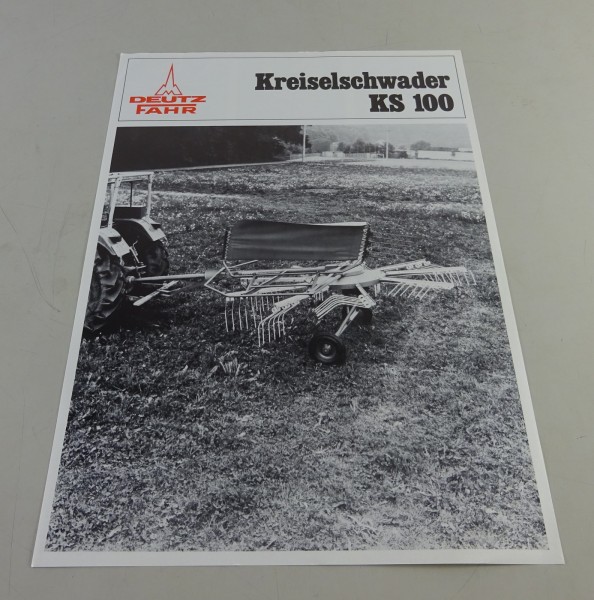 DEUTZ
FAHR
Kreiselschwader
KS 100